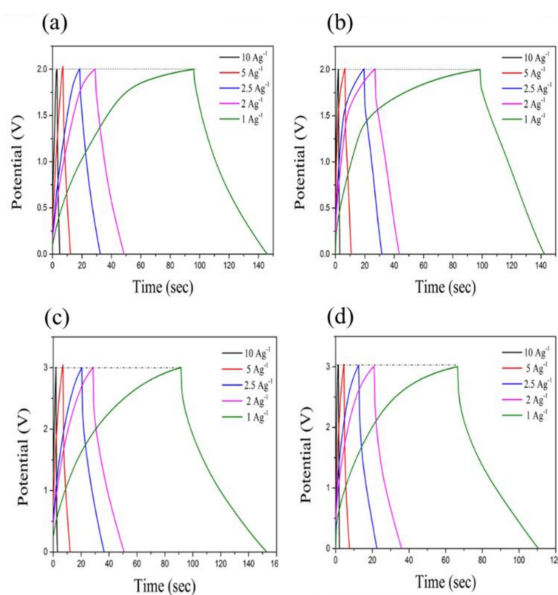 (a)
2.0
1.5
1.0
0.5
0.0
Potential (V)
0 20 40 60 80 100 120 140
Time (sec)
10 Ag⁻¹
5 Ag⁻¹
2.5 Ag⁻¹
2 Ag⁻¹
1 Ag⁻¹
(b)
2.0
1.5
1.0
0.5
0.0
Potential (V)
0 20 40 60 80 100 120 140
Time (sec)
10 Ag⁻¹
5 Ag⁻¹
2.5 Ag⁻¹
2 Ag⁻¹
1 Ag⁻¹
(c)
3
2
1
0
Potential (V)
0 20 40 60 80 100 120 140 16
Time (sec)
10 Ag⁻¹
5 Ag⁻¹
2.5 Ag⁻¹
2 Ag⁻¹
1 Ag⁻¹
(d)
3
2
1
0
Potential (V)
0 20 40 60 80 100 120
Time (sec)
10 Ag⁻¹
5 Ag⁻¹
2.5 Ag⁻¹
2 Ag⁻¹
1 Ag⁻¹